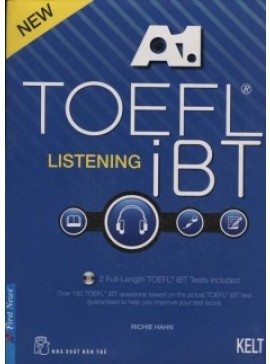 NEW
A1.
TOEFL®
LISTENING iBT
2 Full-Length TOEFL® iBT Tests Included
Over 120 TOEFL® iBT questions based on the actual TOEFL® iBT test
guaranteed to help you improve your test score
RICHIE HAHN
First News
NHÀ XUẤT BẢN TRẺ
KELT